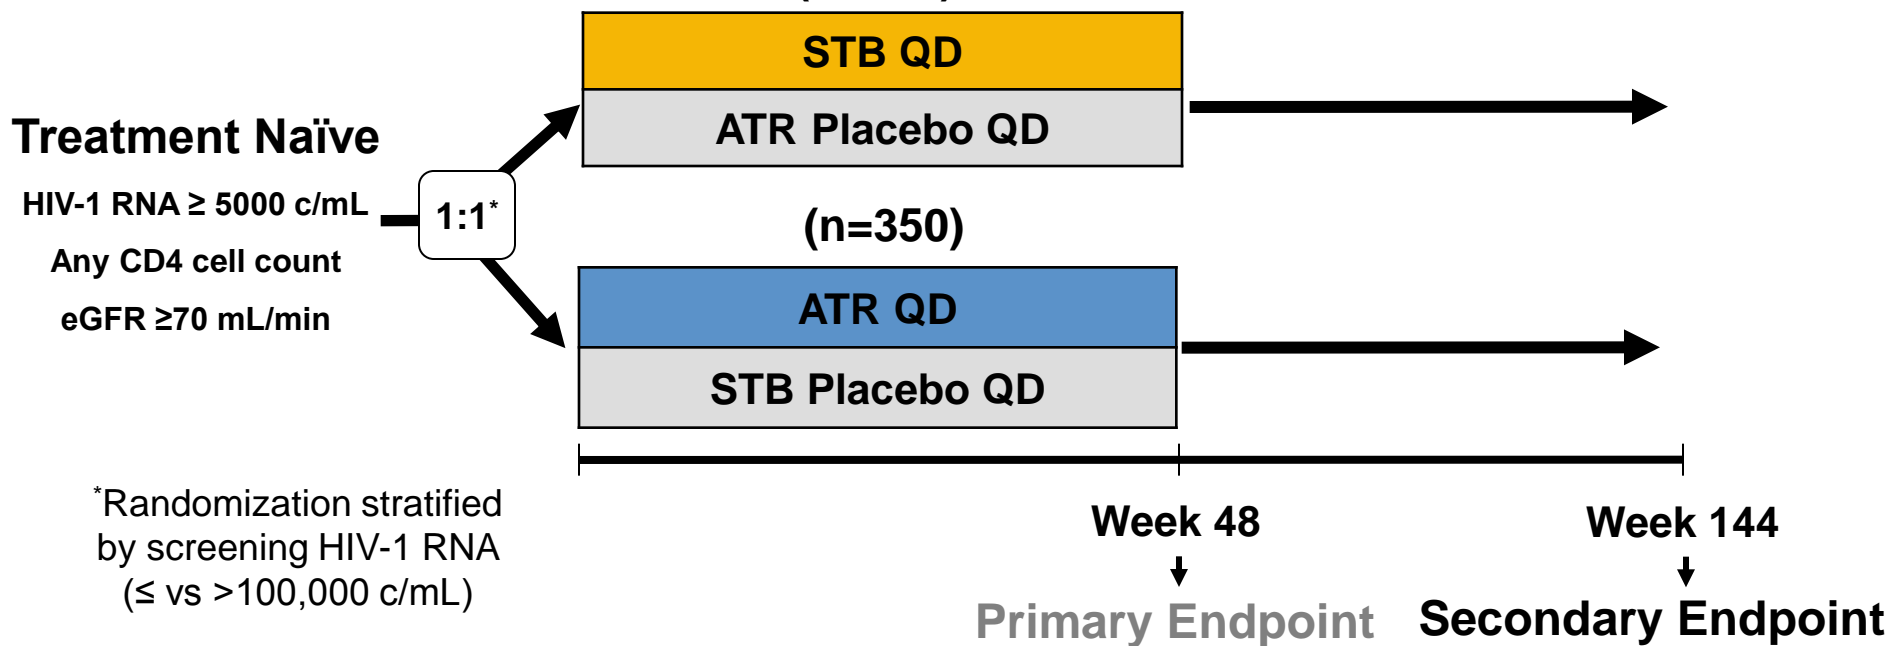 STB QD
ATR Placebo QD
Treatment Naïve
HIV-1 RNA ≥ 5000 c/mL
Any CD4 cell count
eGFR ≥70 mL/min
1:1*
(n=350)
ATR QD
STB Placebo QD
*Randomization stratified
by screening HIV-1 RNA
(≤ vs >100,000 c/mL)
Week 48
Week 144
Primary Endpoint
Secondary Endpoint